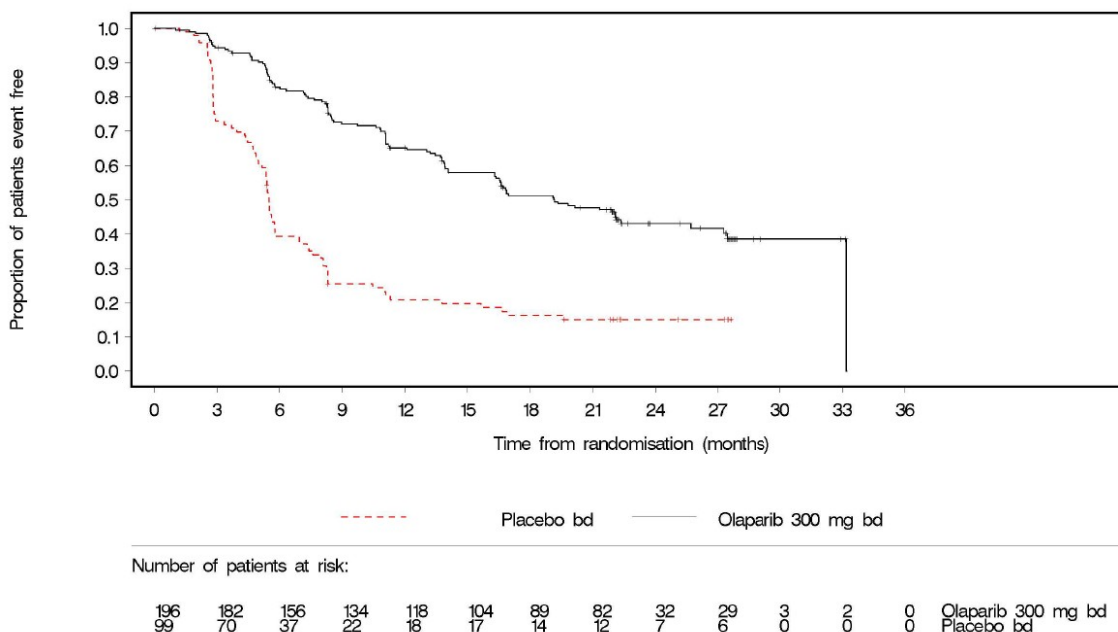 Proportion of patients event free
1.0
0.9
0.8
0.7
0.6
0.5
0.4
0.3
0.2
0.1
0.0
0 3 6 9 12 15 18 21 24 27 30 33 36
Time from randomisation (months)
Placebo bd Olaparib 300 mg bd
Number of patients at risk:
196 182 156 134 118 104 89 82 32 29 3 2 0 Olaparib 300 mg bd
99 70 37 22 18 17 14 12 7 6 0 0 0 Placebo bd